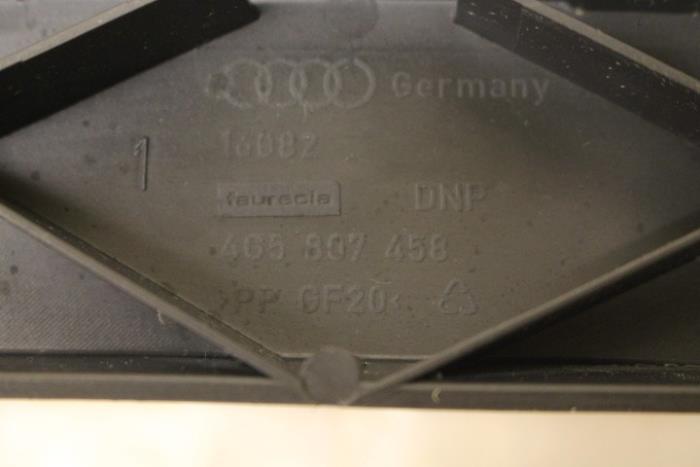 Germany
1 16082
faurecia DNP
4G5 807 458
>PP GF20<